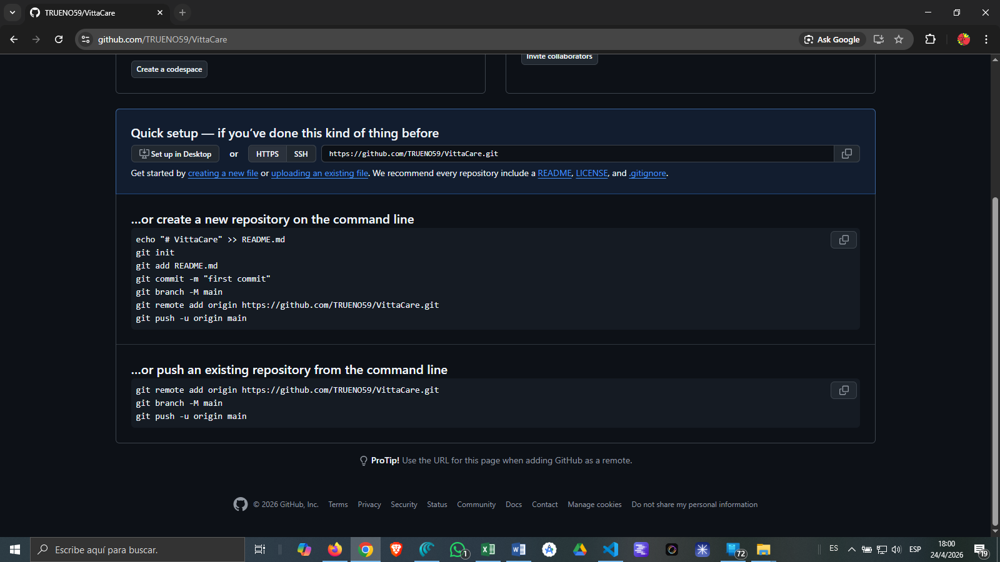 TRUENO59/VittaCare
github.com/TRUENO59/VittaCare
Ask Google
Create a codespace
Invite collaborators
Quick setup — if you’ve done this kind of thing before
Set up in Desktop or HTTPS SSH https://github.com/TRUENO59/VittaCare.git
Get started by creating a new file or uploading an existing file. We recommend every repository include a README, LICENSE, and .gitignore.
…or create a new repository on the command line
echo "# VittaCare" >> README.md
git init
git add README.md
git commit -m "first commit"
git branch -M main
git remote add origin https://github.com/TRUENO59/VittaCare.git
git push -u origin main
…or push an existing repository from the command line
git remote add origin https://github.com/TRUENO59/VittaCare.git
git branch -M main
git push -u origin main
ProTip! Use the URL for this page when adding GitHub as a remote.
© 2026 GitHub, Inc. Terms Privacy Security Status Community Docs Contact Manage cookies Do not share my personal information
Escribe aquí para buscar.
1
72
ES
ESP
18:00
24/4/2026
19